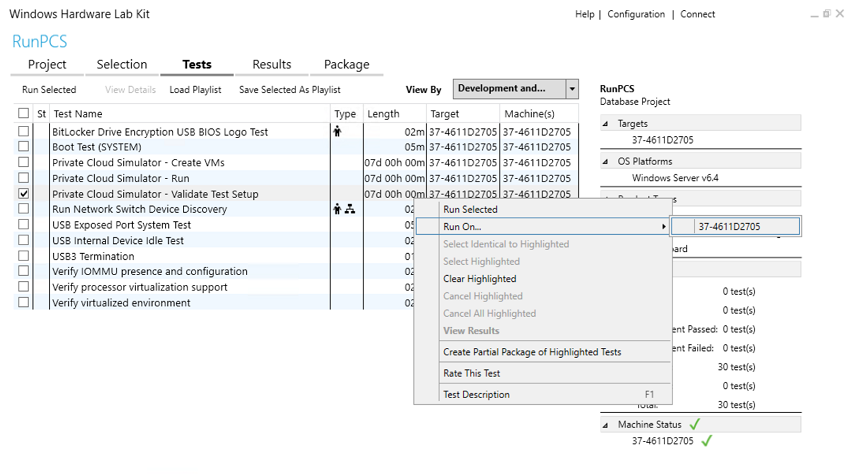 Windows Hardware Lab Kit
Help | Configuration | Connect
RunPCS
Project Selection Tests Results Package
Run Selected View Details Load Playlist Save Selected As Playlist View By Development and...
St Test Name Type Length Target Machine(s)
BitLocker Drive Encryption USB BIOS Logo Test 02m 37-4611D2705 37-4611D2705
Boot Test (SYSTEM) 05m 37-4611D2705 37-4611D2705
Private Cloud Simulator - Create VMs 07d 00h 00m 37-4611D2705 37-4611D2705
Private Cloud Simulator - Run 07d 00h 00m 37-4611D2705 37-4611D2705
Private Cloud Simulator - Validate Test Setup 07d 00h 00m 37-4611D2705 37-4611D2705
Run Network Switch Device Discovery 02
USB Exposed Port System Test 05
USB Internal Device Idle Test 02
USB3 Termination 01
Verify IOMMU presence and configuration 02
Verify processor virtualization support 02
Verify virtualized environment 02
Run Selected
Run On...
37-4611D2705
Select Identical to Highlighted
Select Highlighted
Clear Highlighted
Cancel Highlighted
Cancel All Highlighted
View Results
Create Partial Package of Highlighted Tests
Rate This Test
Test Description F1
RunPCS
Database Project
Targets
37-4611D2705
OS Platforms
Windows Server v6.4
0 test(s)
0 test(s)
ent Passed: 0 test(s)
ent Failed: 0 test(s)
30 test(s)
0 test(s)
Total: 30 test(s)
Machine Status
37-4611D2705